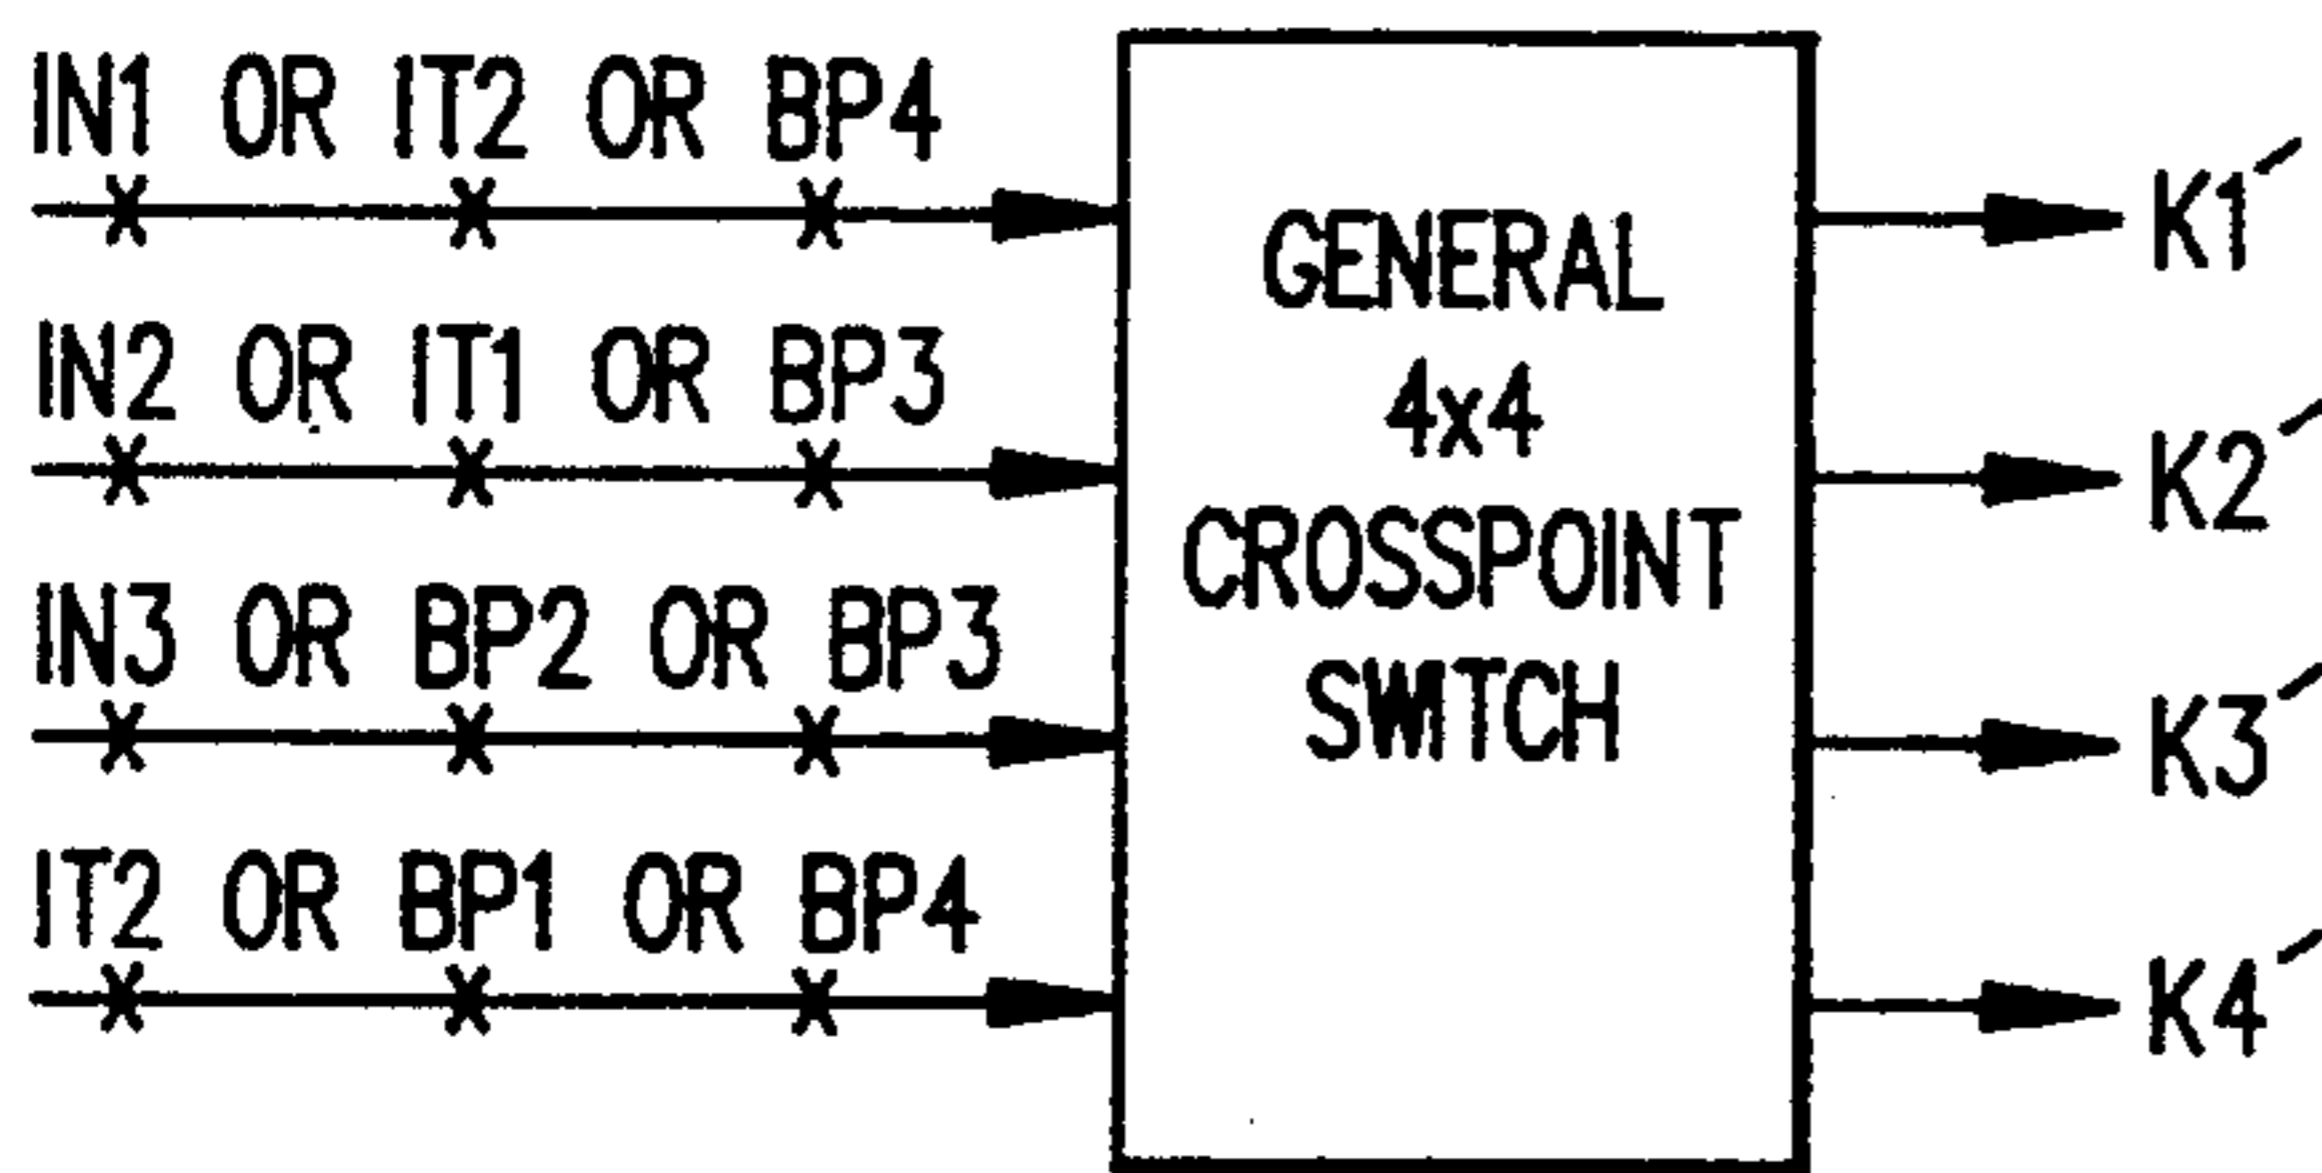 IN1 OR IT2 OR BP4
IN2 OR IT1 OR BP3
IN3 OR BP2 OR BP3
IT2 OR BP1 OR BP4
GENERAL
4x4
CROSSPOINT
SWITCH
K1′
K2′
K3′
K4′